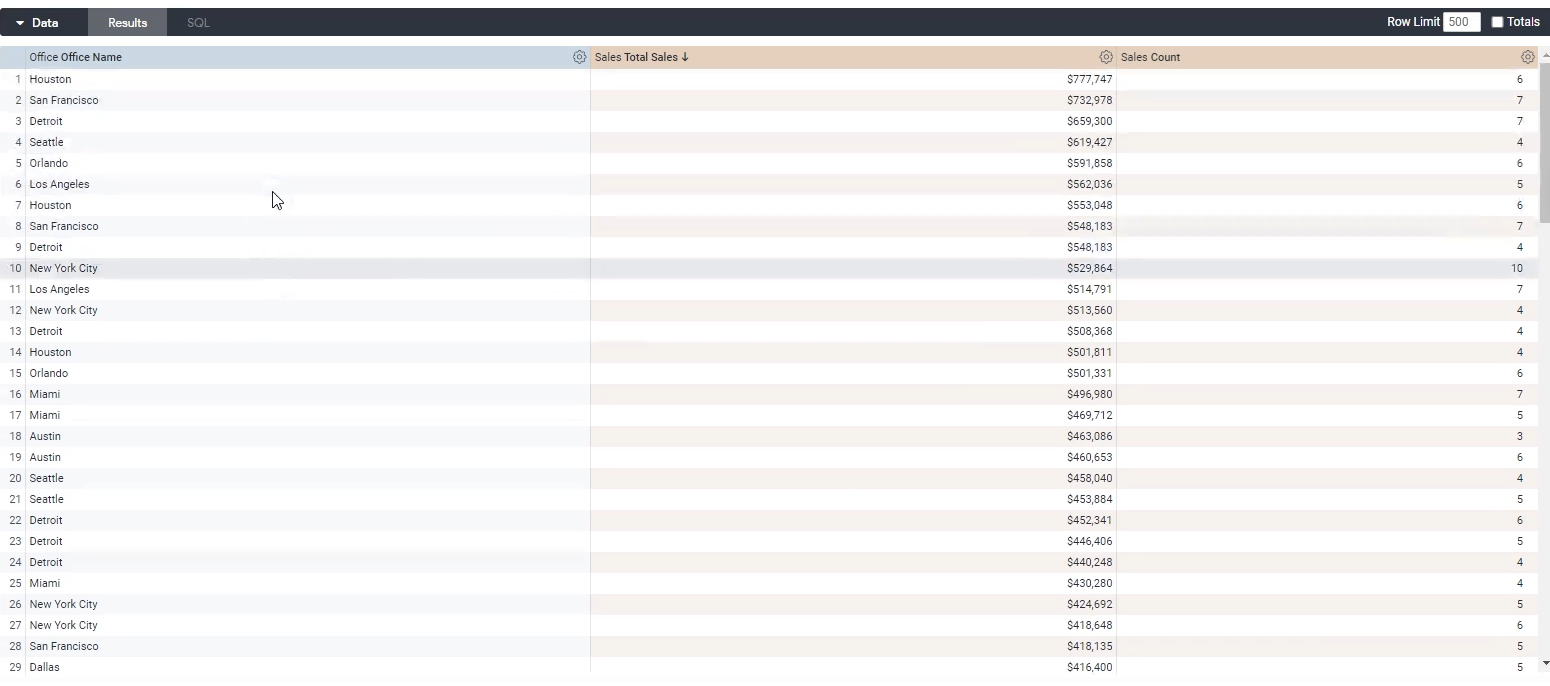 Data Results SQL Row Limit 500 Totals
Office Office Name Sales Total Sales ↓ Sales Count
1 Houston $777,747 6
2 San Francisco $732,978 7
3 Detroit $659,300 7
4 Seattle $619,427 4
5 Orlando $591,858 6
6 Los Angeles $562,036 5
7 Houston $553,048 6
8 San Francisco $548,183 7
9 Detroit $548,183 4
10 New York City $529,864 10
11 Los Angeles $514,791 7
12 New York City $513,560 4
13 Detroit $508,368 4
14 Houston $501,811 4
15 Orlando $501,331 6
16 Miami $496,980 7
17 Miami $469,712 5
18 Austin $463,086 3
19 Austin $460,653 6
20 Seattle $458,040 4
21 Seattle $453,884 5
22 Detroit $452,341 6
23 Detroit $446,406 5
24 Detroit $440,248 4
25 Miami $430,280 4
26 New York City $424,692 5
27 New York City $418,648 6
28 San Francisco $418,135 5
29 Dallas $416,400 5